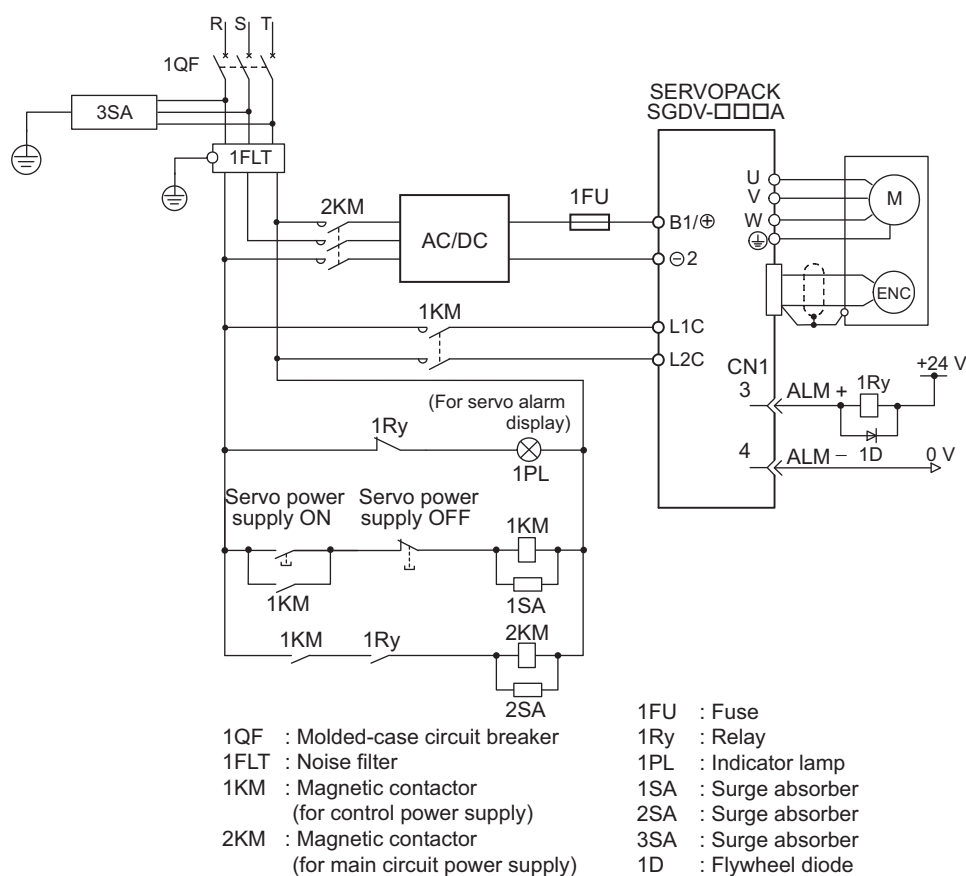 R S T
1QF
3SA
1FLT
SERVOPACK
SGDV-□□□A
2KM
AC/DC
1FU
B1/⊕
⊖2
U
V
W
M
ENC
1KM
L1C
L2C
CN1
3
ALM +
1Ry
+24 V
1D
4
ALM −
0 V
(For servo alarm
display)
1Ry
1PL
Servo power
supply ON
Servo power
supply OFF
1KM
1KM
1SA
1KM
1Ry
2KM
2SA
1QF : Molded-case circuit breaker
1FLT : Noise filter
1KM : Magnetic contactor
(for control power supply)
2KM : Magnetic contactor
(for main circuit power supply)
1FU : Fuse
1Ry : Relay
1PL : Indicator lamp
1SA : Surge absorber
2SA : Surge absorber
3SA : Surge absorber
1D : Flywheel diode